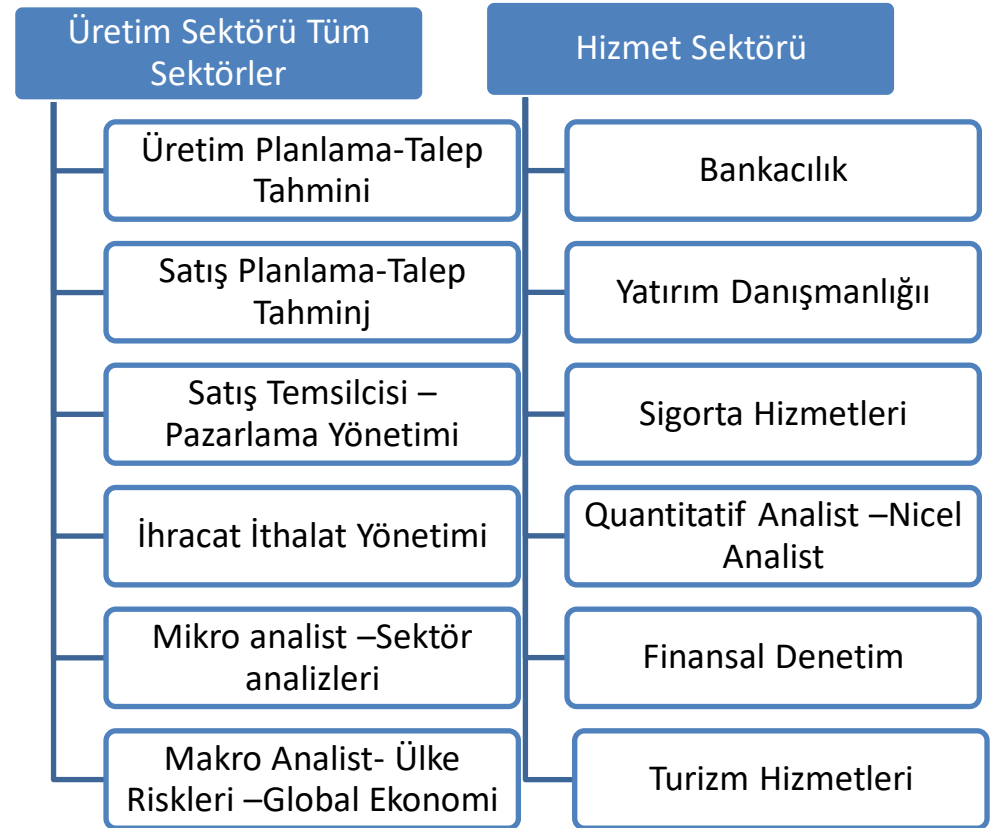 Üretim Sektörü Tüm
Sektörler
Üretim Planlama-Talep
Tahmini
Satış Planlama-Talep
Tahminj
Satış Temsilcisi –
Pazarlama Yönetimi
İhracat İthalat Yönetimi
Mikro analist –Sektör
analizleri
Makro Analist- Ülke
Riskleri –Global Ekonomi
Hizmet Sektörü
Bankacılık
Yatırım Danışmanlığıı
Sigorta Hizmetleri
Quantitatif Analist –Nicel
Analist
Finansal Denetim
Turizm Hizmetleri